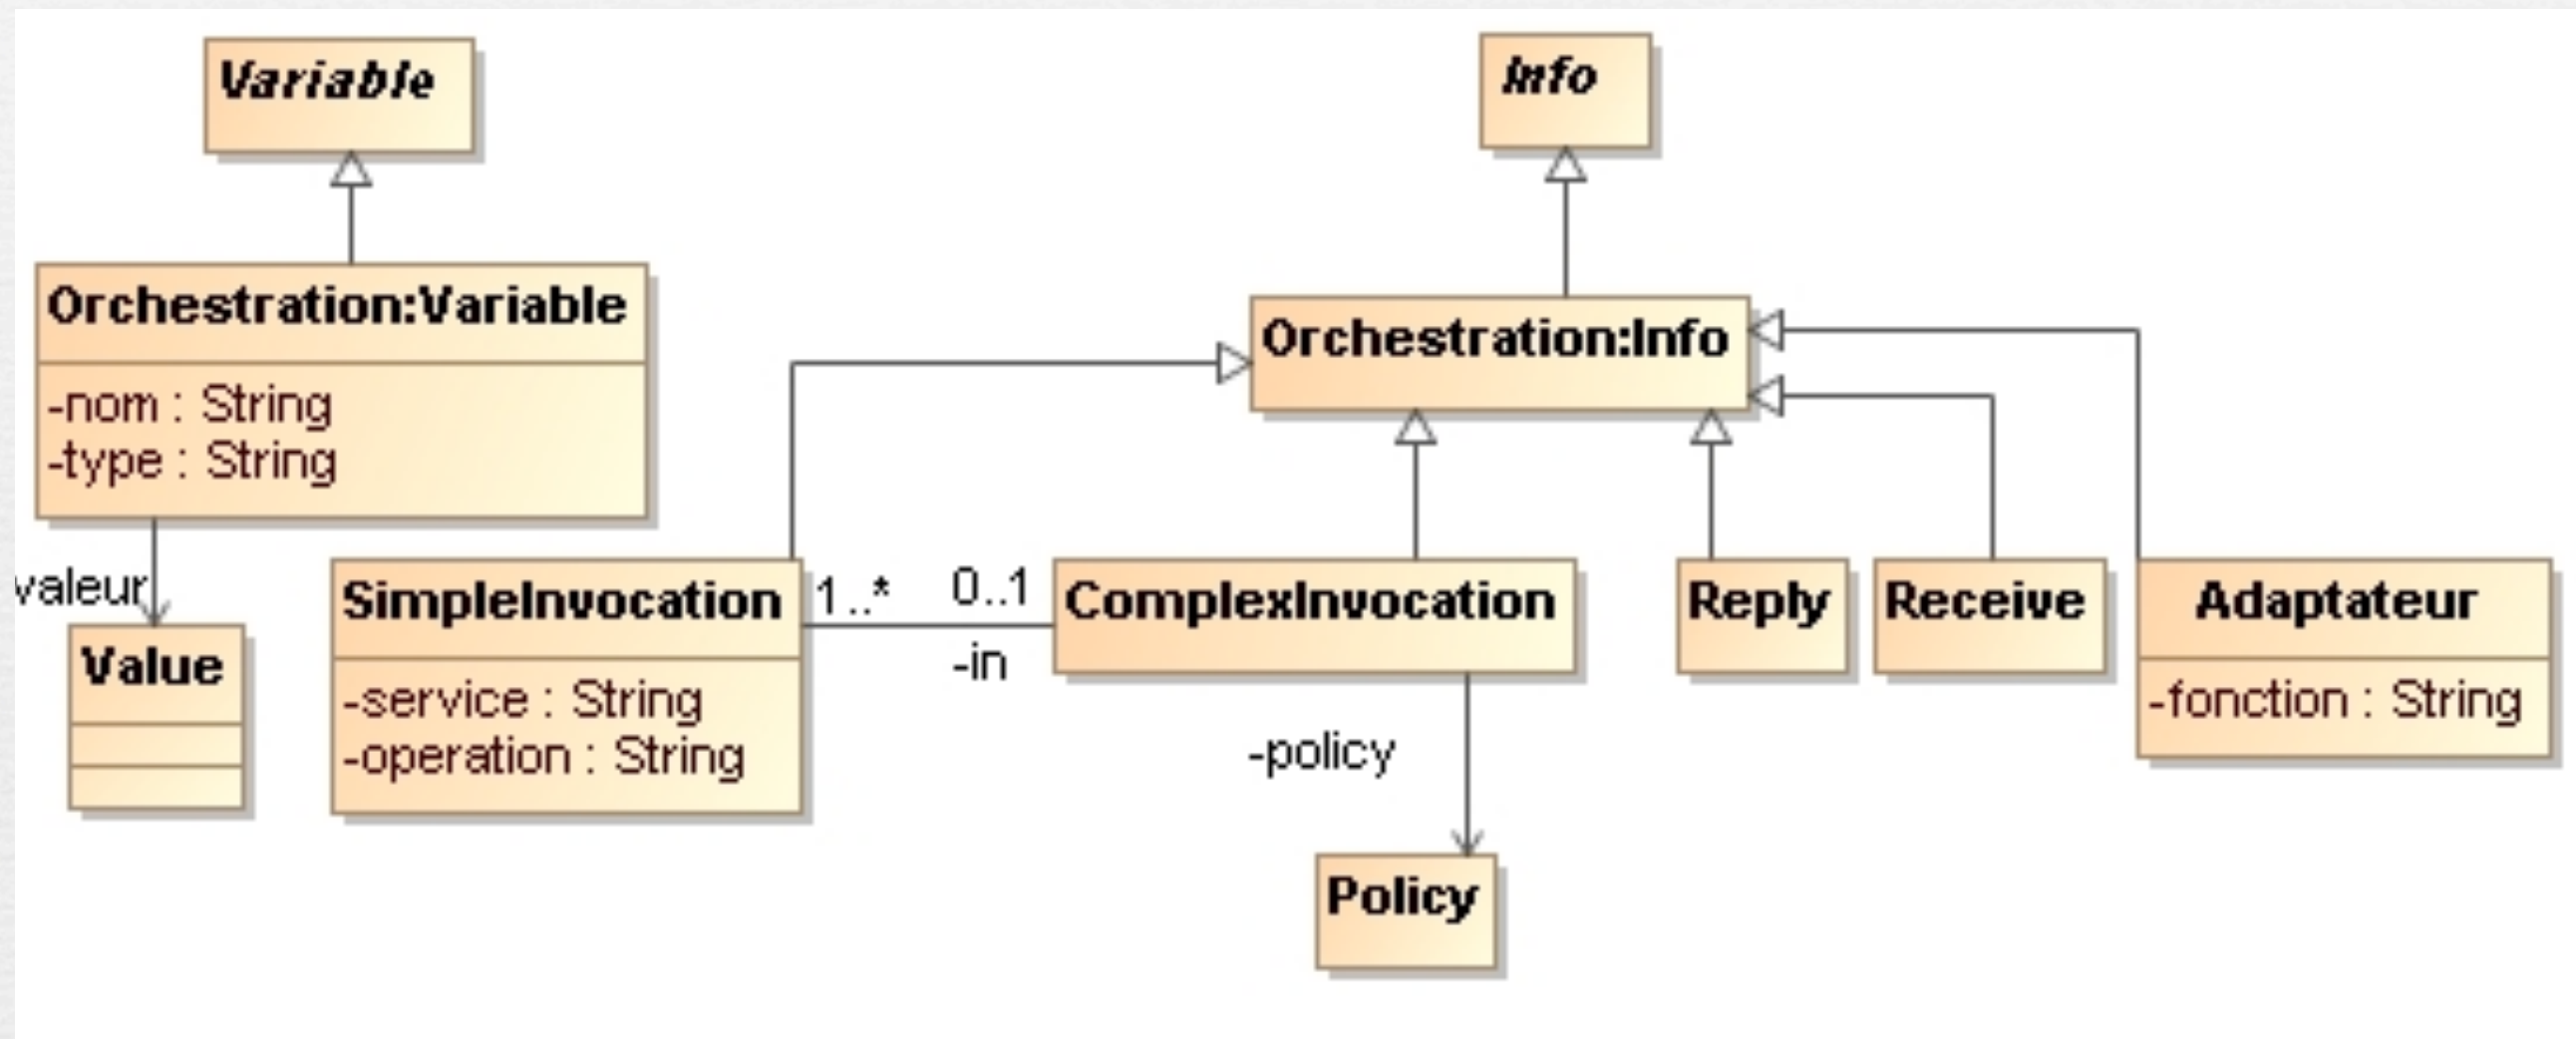 Variable
Info
Orchestration:Variable
-nom : String
-type : String
Orchestration:Info
valeur
Value
SimpleInvocation
-service : String
-operation : String
1..*
0..1
-in
ComplexInvocation
-policy
Policy
Reply
Receive
Adaptateur
-fonction : String